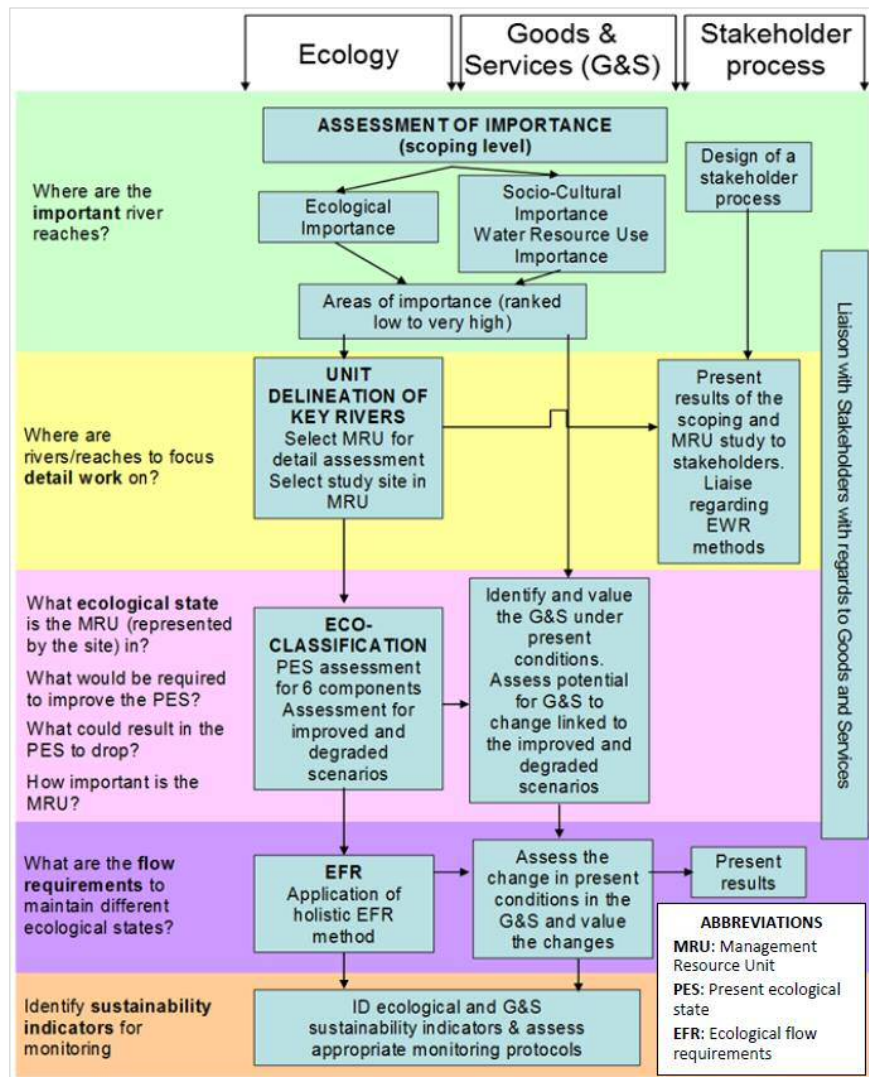 Ecology
Goods &
Services (G&S)
Stakeholder
process
Where are the
important river
reaches?
ASSESSMENT OF IMPORTANCE
(scoping level)
Ecological
Importance
Socio-Cultural
Importance
Water Resource Use
Importance
Areas of importance (ranked
low to very high)
Design of a
stakeholder
process
Liaison with Stakeholders with regards to Goods and Services
Where are
rivers/reaches to focus
detail work on?
UNIT
DELINEATION OF
KEY RIVERS
Select MRU for
detail assessment
Select study site in
MRU
Present
results of the
scoping and
MRU study to
stakeholders.
Liaise
regarding
EWR
methods
What ecological state
is the MRU (represented
by the site) in?
What would be required
to improve the PES?
What could result in the
PES to drop?
How important is the
MRU?
ECO-
CLASSIFICATION
PES assessment
for 6 components
Assessment for
improved and
degraded
scenarios
Identify and value
the G&S under
present
conditions.
Assess potential
for G&S to
change linked to
the improved and
degraded
scenarios
What are the flow
requirements to
maintain different
ecological states?
EFR
Application of
holistic EFR
method
Assess the
change in present
conditions in the
G&S and value
the changes
Present
results
Identify sustainability
indicators for
monitoring
ID ecological and G&S
sustainability indicators & assess
appropriate monitoring protocols
ABBREVIATIONS
MRU: Management
Resource Unit
PES: Present ecological
state
EFR: Ecological flow
requirements